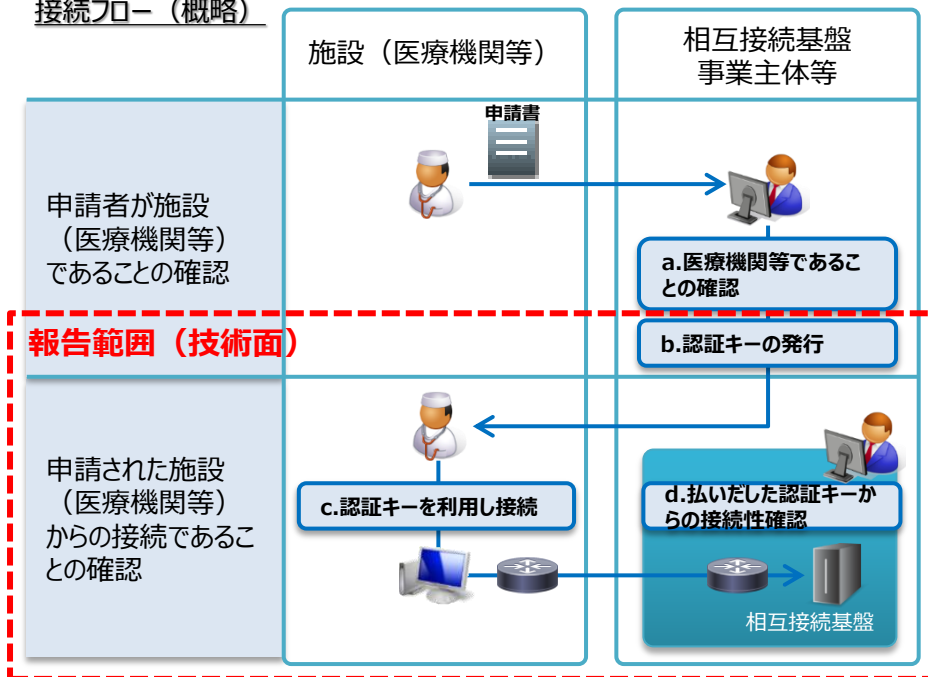 接続フロー（概略）
施設（医療機関等）
相互接続基盤
事業主体等
申請書
申請者が施設
（医療機関等）
であることの確認
a.医療機関等であるこ
との確認
報告範囲（技術面）
b.認証キーの発行
申請された施設
（医療機関等）
からの接続であるこ
との確認
c.認証キーを利用し接続
d.払いだした認証キーか
らの接続性確認
相互接続基盤